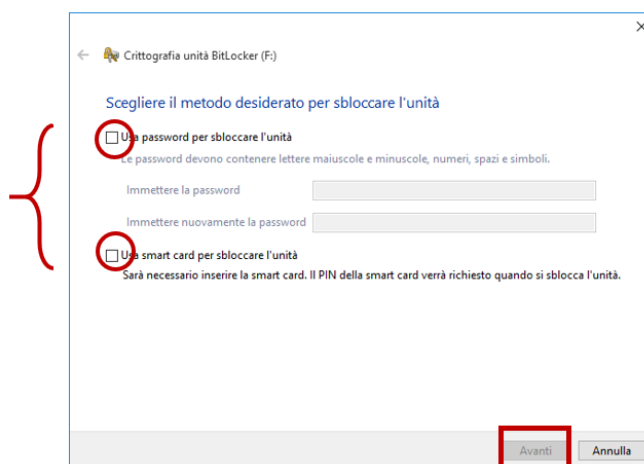 Crittografia unità BitLocker (F:)
Scegliere il metodo desiderato per sbloccare l'unità
Usa password per sbloccare l'unità
Le password devono contenere lettere maiuscole e minuscole, numeri, spazi e simboli.
Immettere la password
Immettere nuovamente la password
Usa smart card per sbloccare l'unità
Sarà necessario inserire la smart card. Il PIN della smart card verrà richiesto quando si sblocca l'unità.
Avanti Annulla